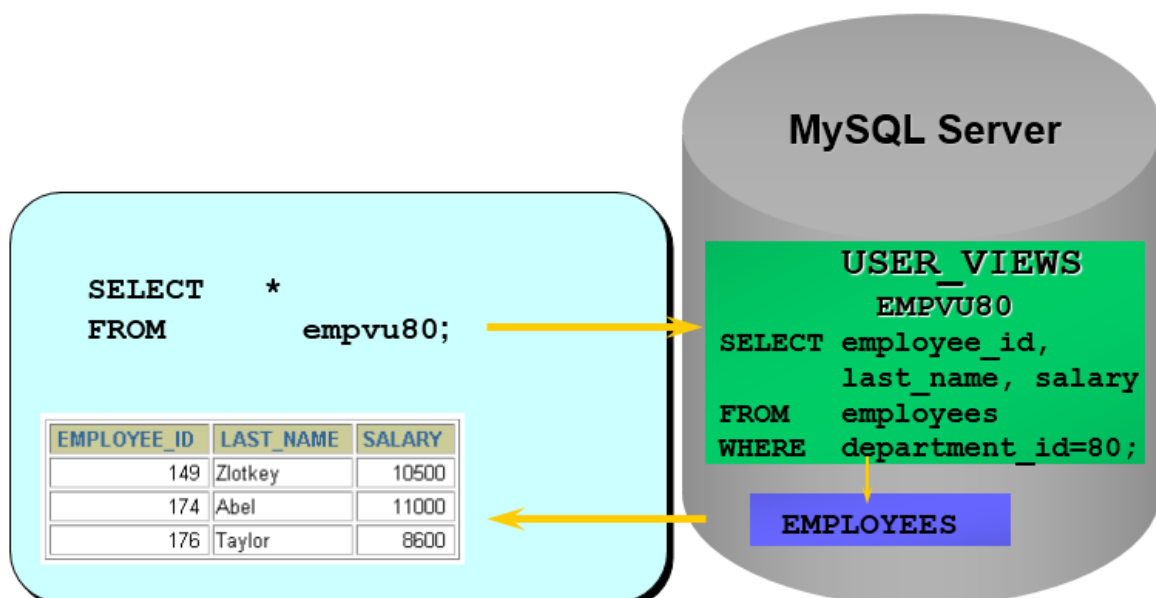 MySQL Server
SELECT *
FROM empvu80;
USER_VIEWS
EMPVU80
SELECT employee_id,
last_name, salary
FROM employees
WHERE department_id=80;
EMPLOYEES
EMPLOYEE_ID LAST_NAME SALARY
149 Zlotkey 10500
174 Abel 11000
176 Taylor 8600